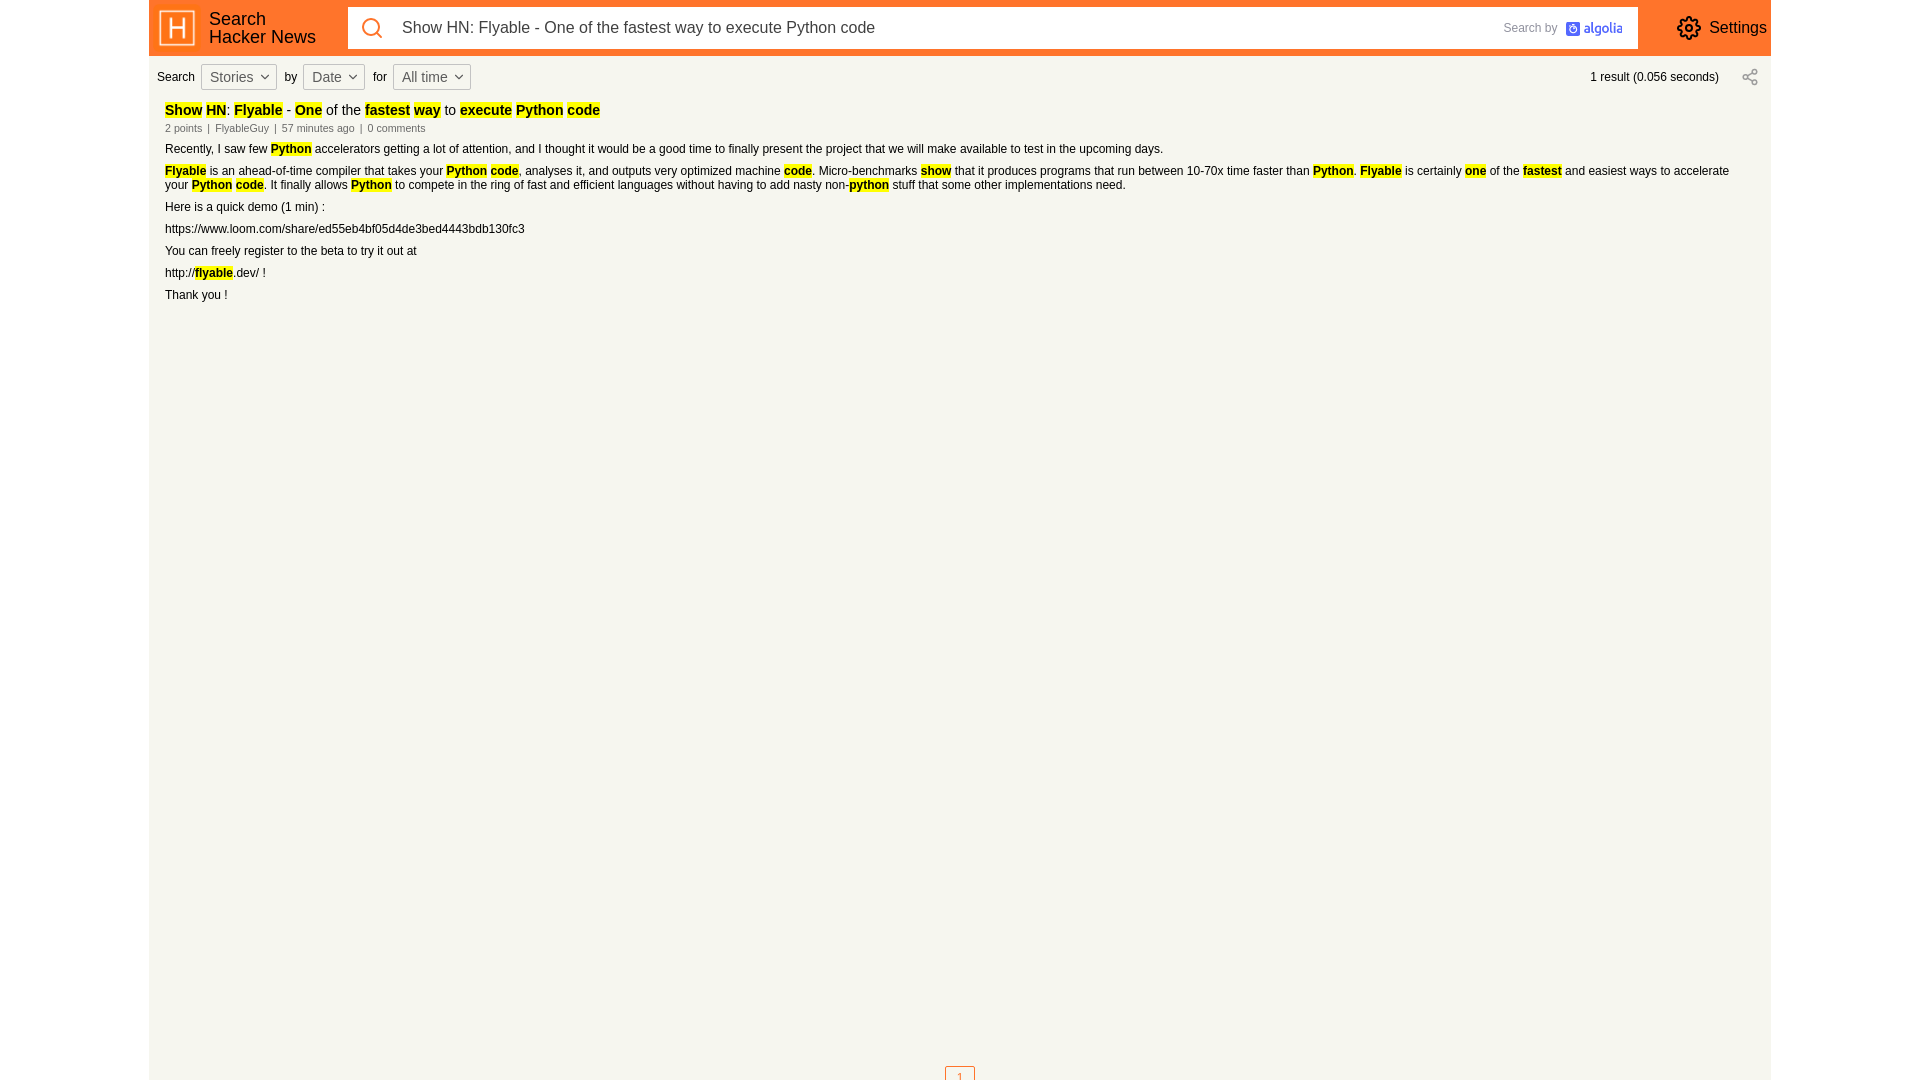 Search
Hacker News
Show HN: Flyable - One of the fastest way to execute Python code
Search by algolia
Settings
Search Stories by Date for All time
1 result (0.056 seconds)
Show HN: Flyable - One of the fastest way to execute Python code
2 points | FlyableGuy | 57 minutes ago | 0 comments
Recently, I saw few Python accelerators getting a lot of attention, and I thought it would be a good time to finally present the project that we will make available to test in the upcoming days.
Flyable is an ahead-of-time compiler that takes your Python code, analyses it, and outputs very optimized machine code. Micro-benchmarks show that it produces programs that run between 10-70x time faster than Python. Flyable is certainly one of the fastest and easiest ways to accelerate
your Python code. It finally allows Python to compete in the ring of fast and efficient languages without having to add nasty non-python stuff that some other implementations need.
Here is a quick demo (1 min) :
https://www.loom.com/share/ed55eb4bf05d4de3bed4443bdb130fc3
You can freely register to the beta to try it out at
http://flyable.dev/ !
Thank you !
1